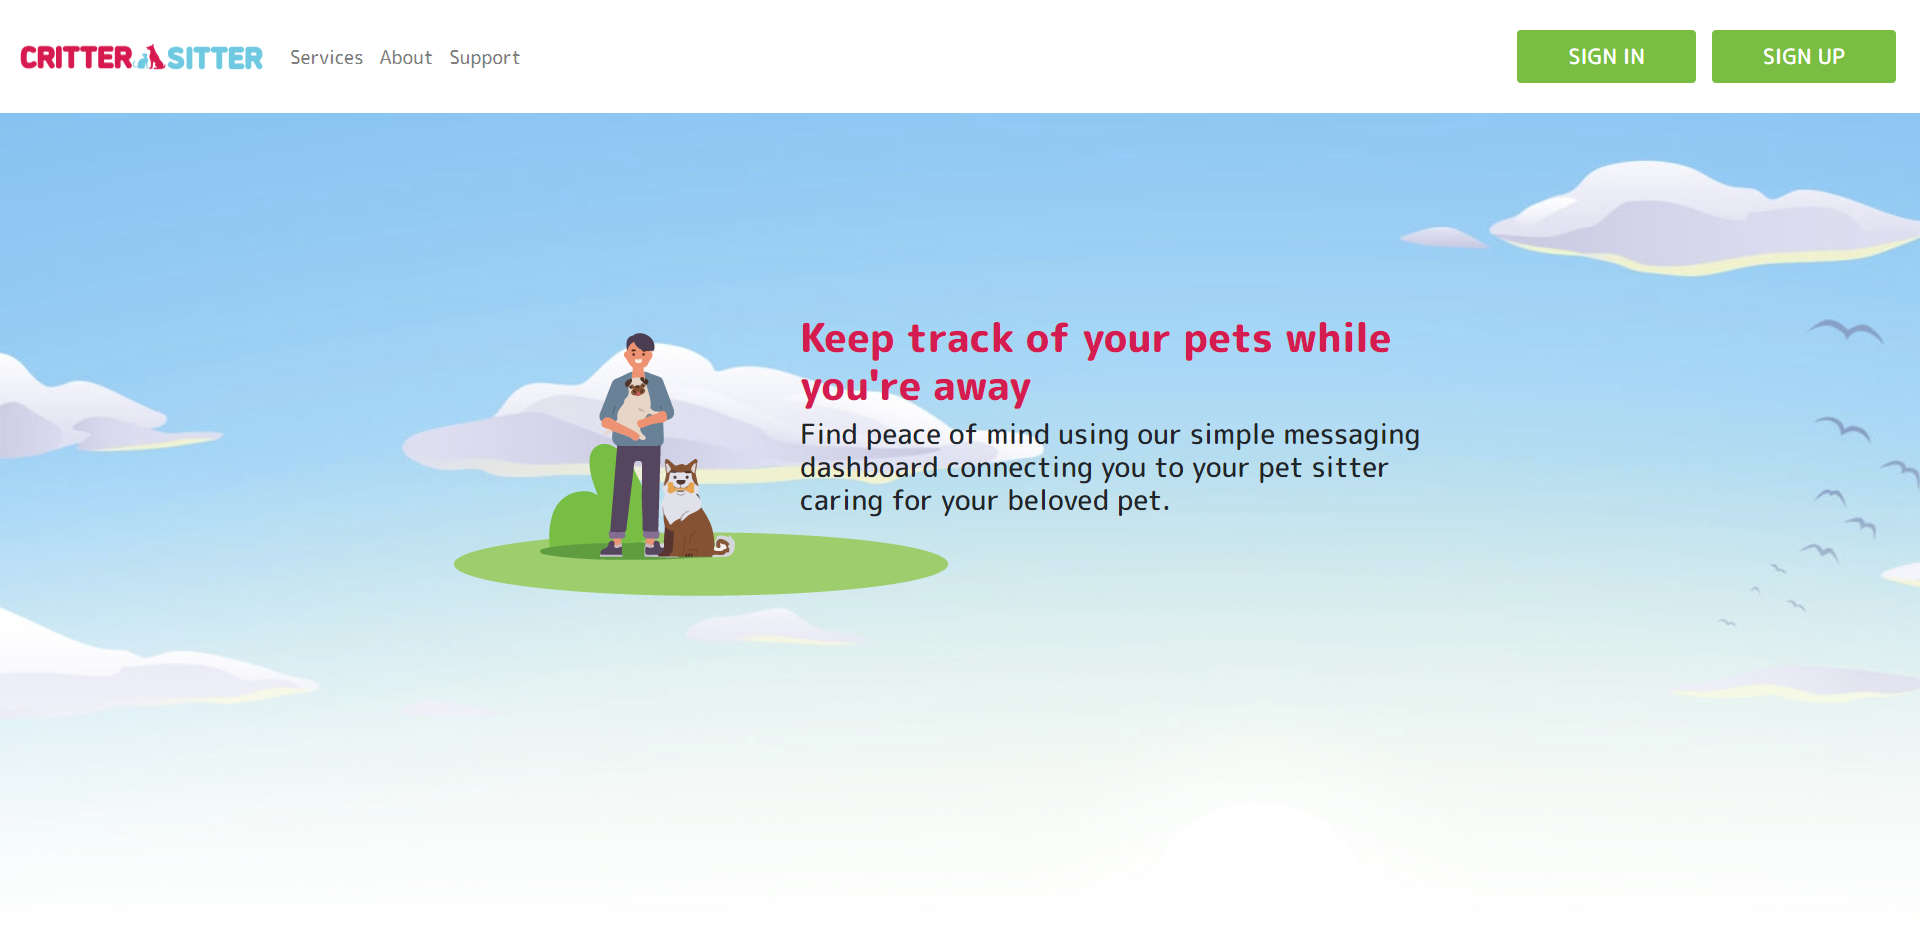 CRITTER SITTER Services About Support SIGN IN SIGN UP
Keep track of your pets while
you're away
Find peace of mind using our simple messaging
dashboard connecting you to your pet sitter
caring for your beloved pet.